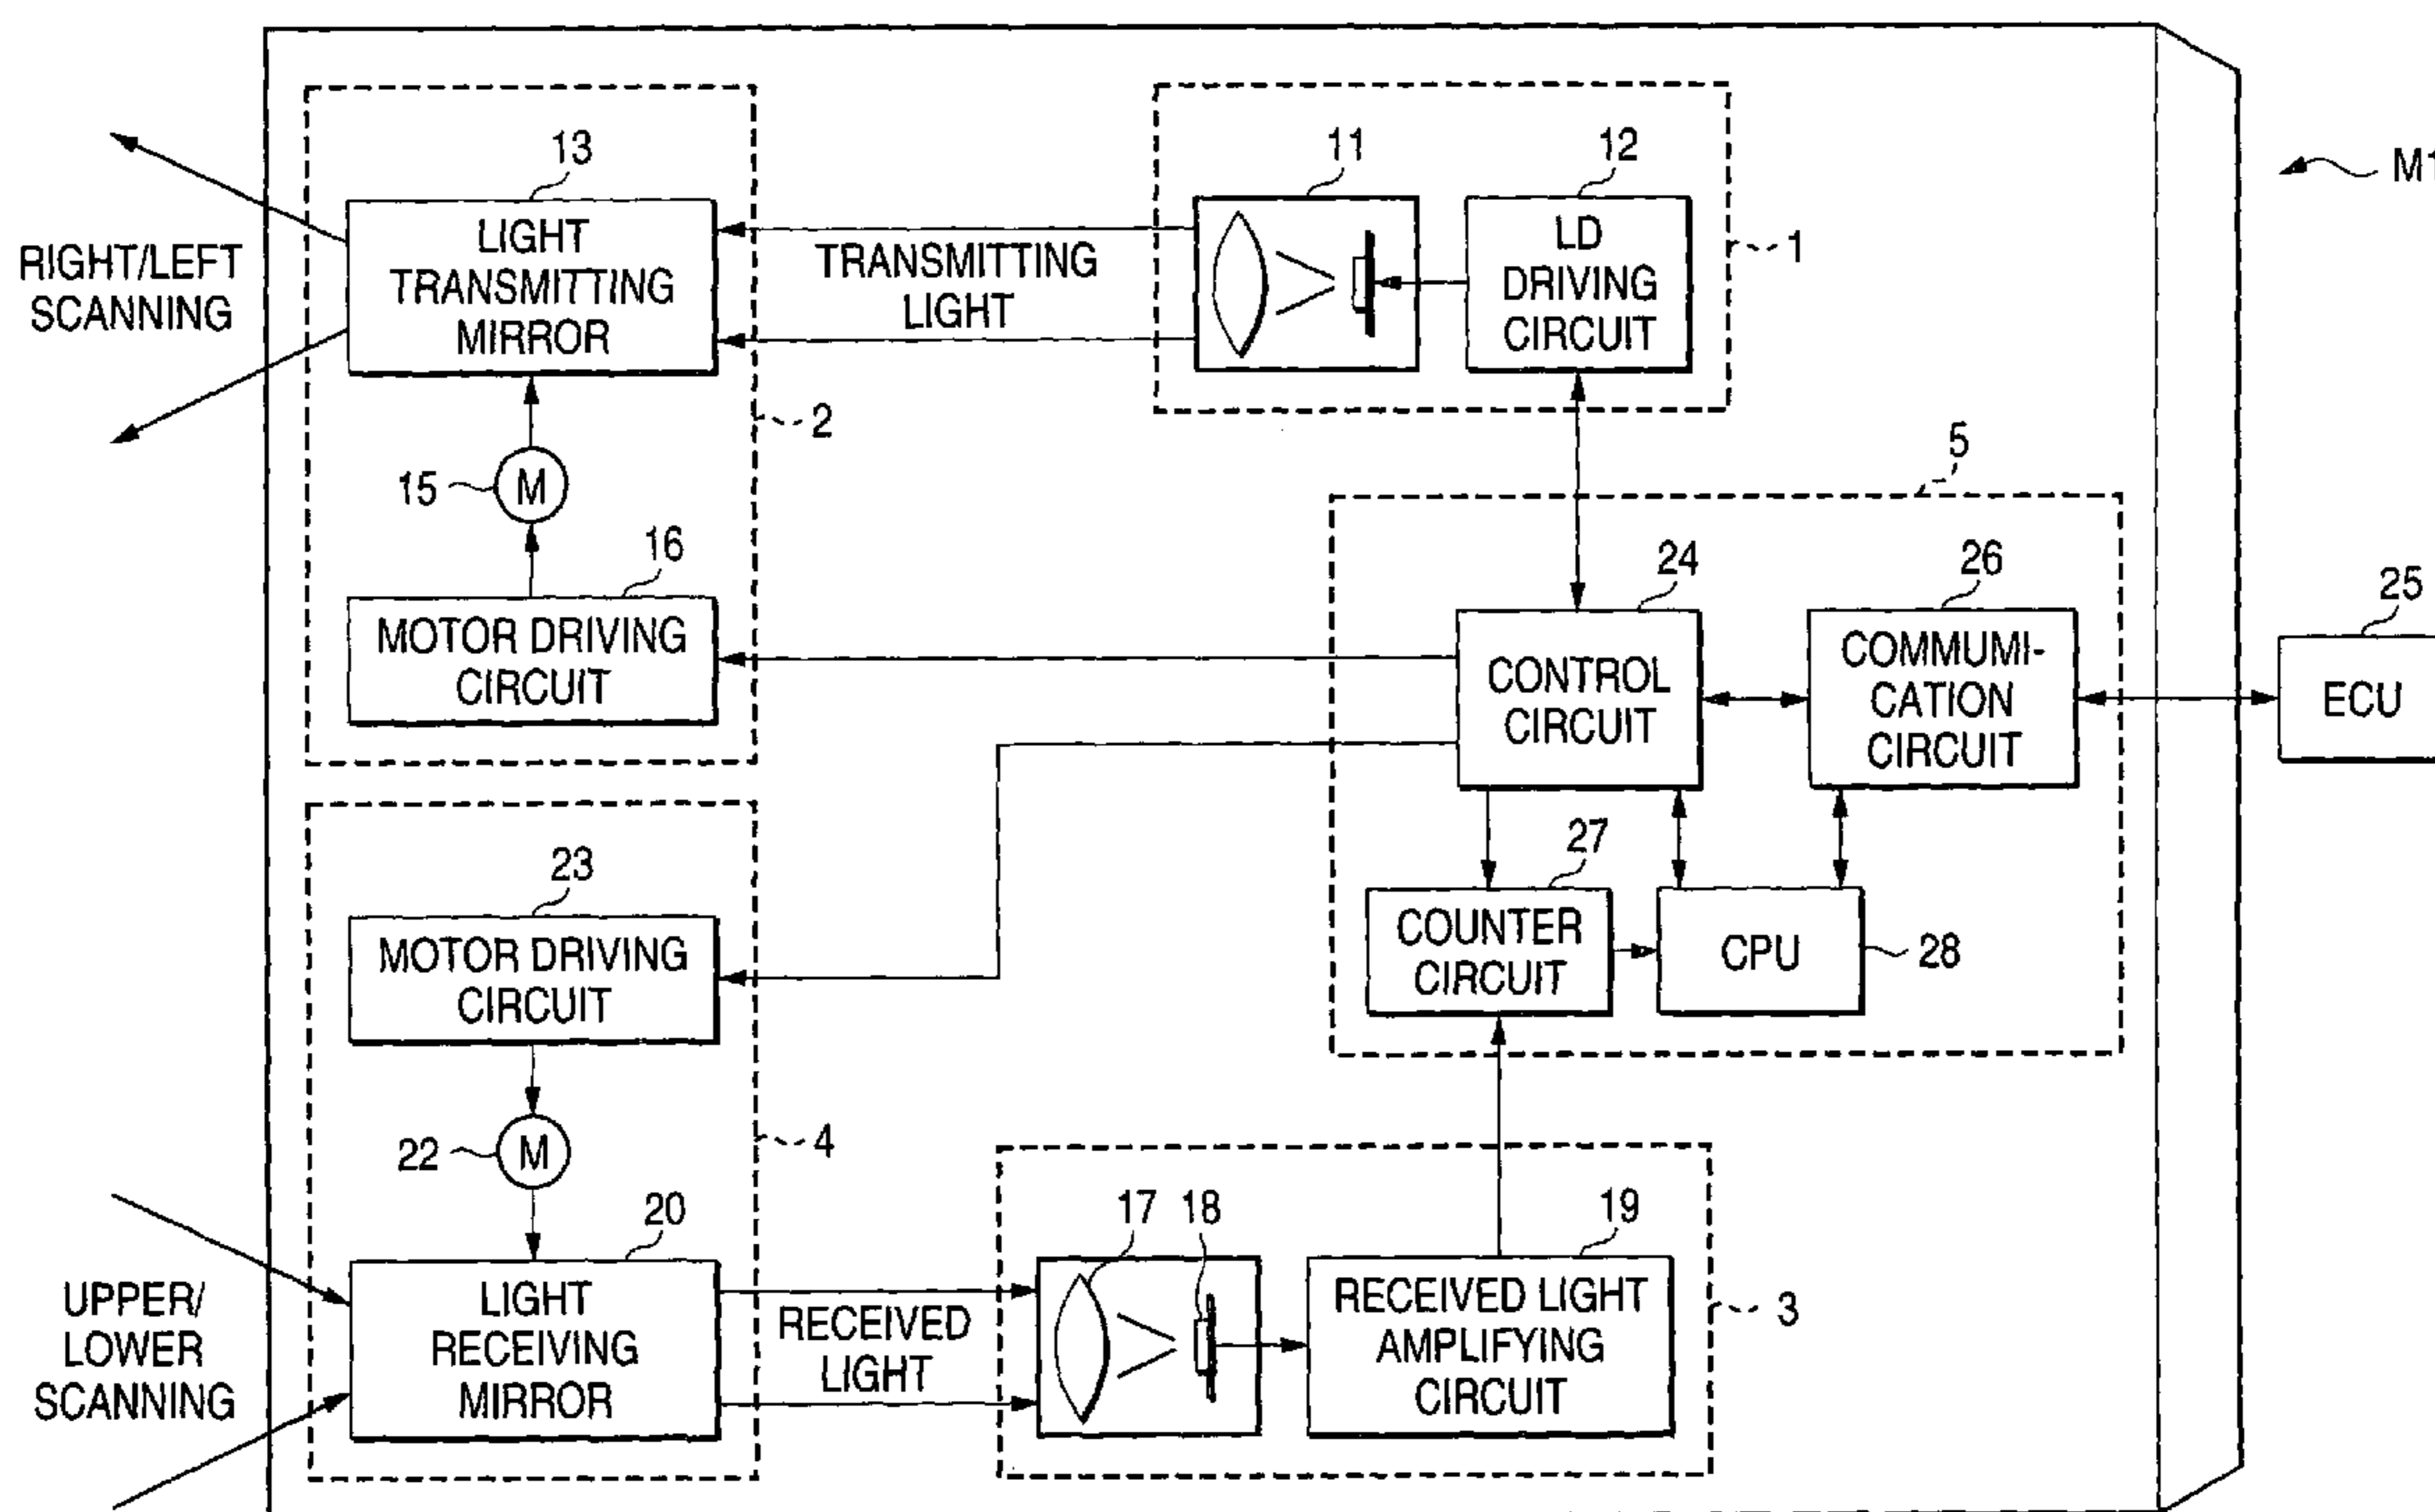 13
11
12
M1
LIGHT
TRANSMITTING
MIRROR
RIGHT/LEFT
SCANNING
TRANSMITTING
LIGHT
LD
DRIVING
CIRCUIT
1
2
15
M
5
16
24
26
25
MOTOR DRIVING
CIRCUIT
CONTROL
CIRCUIT
COMMUMI-
CATION
CIRCUIT
ECU
23
27
MOTOR DRIVING
CIRCUIT
COUNTER
CIRCUIT
CPU
28
22
M
4
20
17
18
19
UPPER/
LOWER
SCANNING
LIGHT
RECEIVING
MIRROR
RECEIVED
LIGHT
RECEIVED LIGHT
AMPLIFYING
CIRCUIT
3